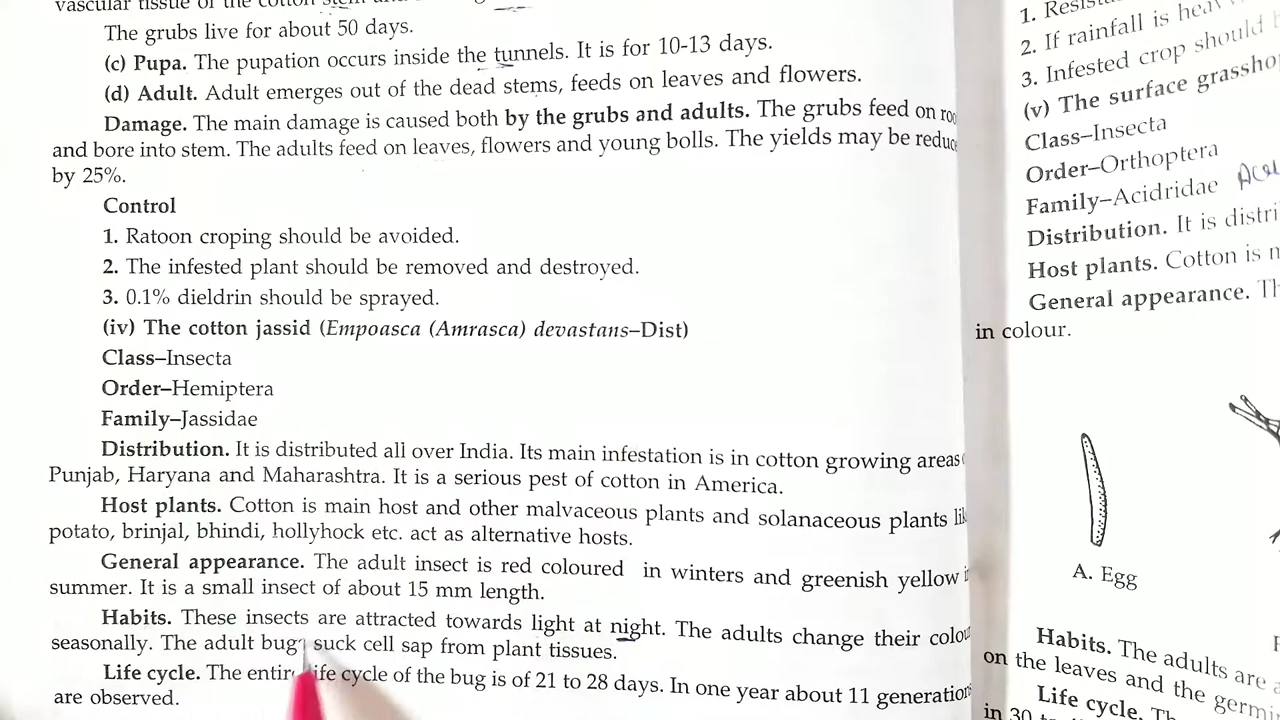 vascular tissue of the cotton stem and
The grubs live for about 50 days.
(c) Pupa. The pupation occurs inside the tunnels. It is for 10-13 days.
(d) Adult. Adult emerges out of the dead stems, feeds on leaves and flowers.
Damage. The main damage is caused both by the grubs and adults. The grubs feed on
and bore into stem. The adults feed on leaves, flowers and young bolls. The yields may be
by 25%.
Control
1. Ratoon croping should be avoided.
2. The infested plant should be removed and destroyed.
3. 0.1% dieldrin should be sprayed.
(iv) The cotton jassid (Empoasca (Amrasca) devastans–Dist)
Class–Insecta
Order–Hemiptera
Family–Jassidae
Distribution. It is distributed all over India. Its main infestation is in cotton growing areas
Punjab, Haryana and Maharashtra. It is a serious pest of cotton in America.
Host plants. Cotton is main host and other malvaceous plants and solanaceous plants
potato, brinjal, bhindi, hollyhock etc. act as alternative hosts.
General appearance. The adult insect is red coloured in winters and greenish yellow
summer. It is a small insect of about 15 mm length.
Habits. These insects are attracted towards light at night. The adults change their
seasonally. The adult bug suck cell sap from plant tissues.
Life cycle. The entire life cycle of the bug is of 21 to 28 days. In one year about 11
are observed.
1.
2. If rainfall is
3. Infested crop should
(v) The surface
Class–Insecta
Order–Orthoptera
Family–Acidridae
Distribution. It is
Host plants. Cotton is
General appearance.
in colour.
A. Egg
Habits. The adults are
on the leaves and the
Life cycle.
in 30